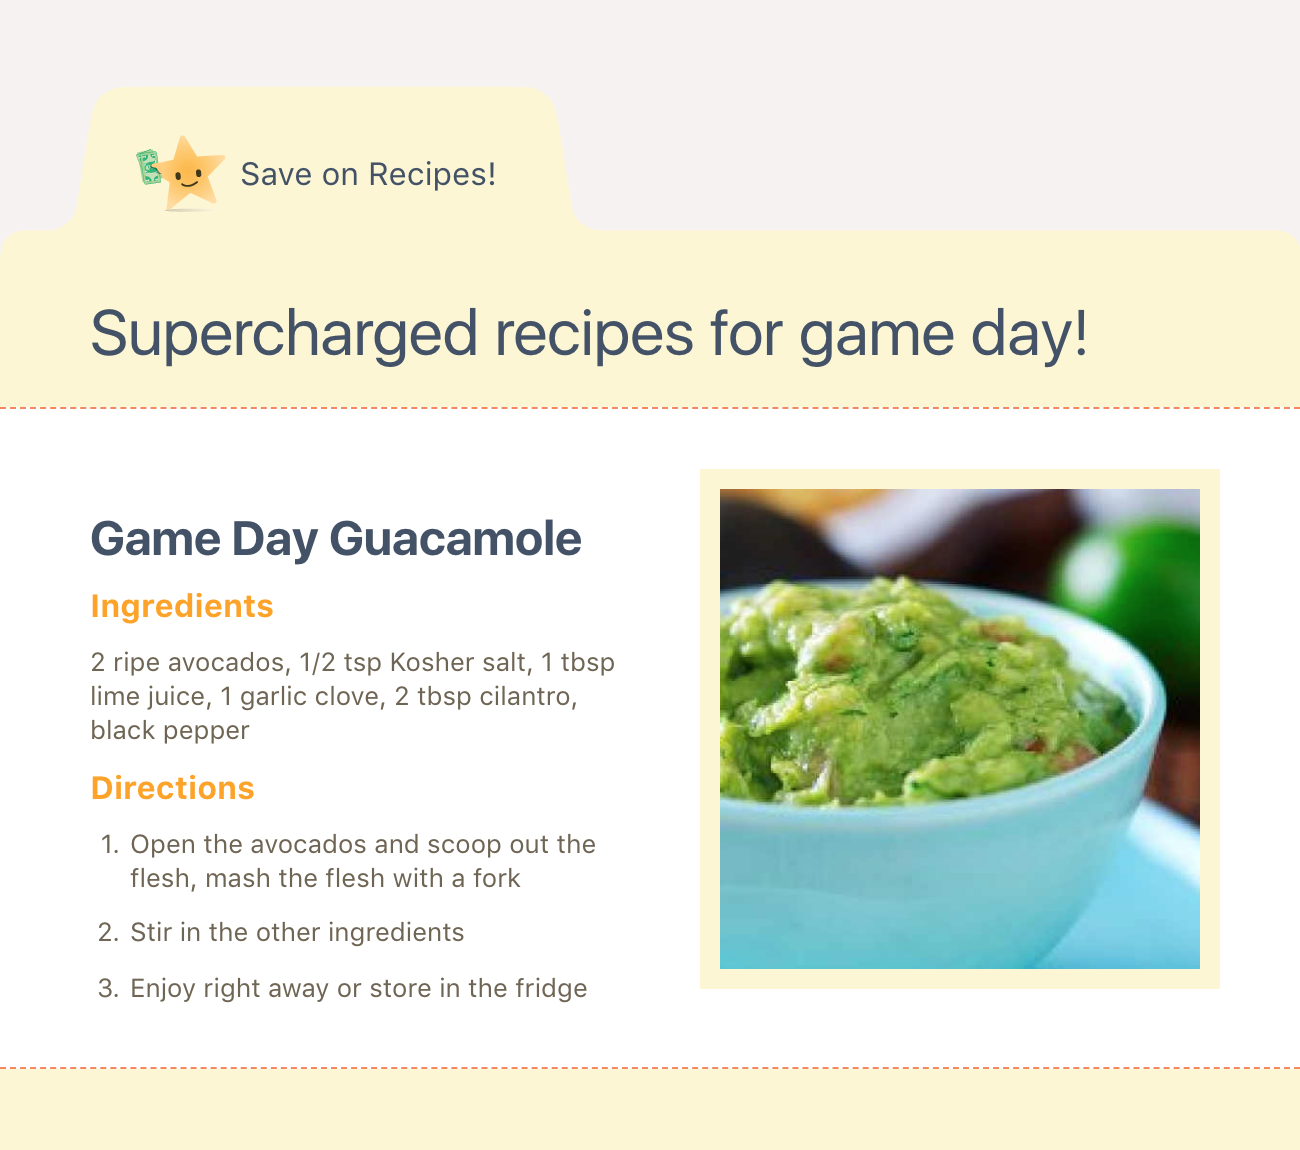 Save on Recipes!
Supercharged recipes for game day!
Game Day Guacamole
Ingredients
2 ripe avocados, 1/2 tsp Kosher salt, 1 tbsp
lime juice, 1 garlic clove, 2 tbsp cilantro,
black pepper
Directions
1. Open the avocados and scoop out the
flesh, mash the flesh with a fork
2. Stir in the other ingredients
3. Enjoy right away or store in the fridge